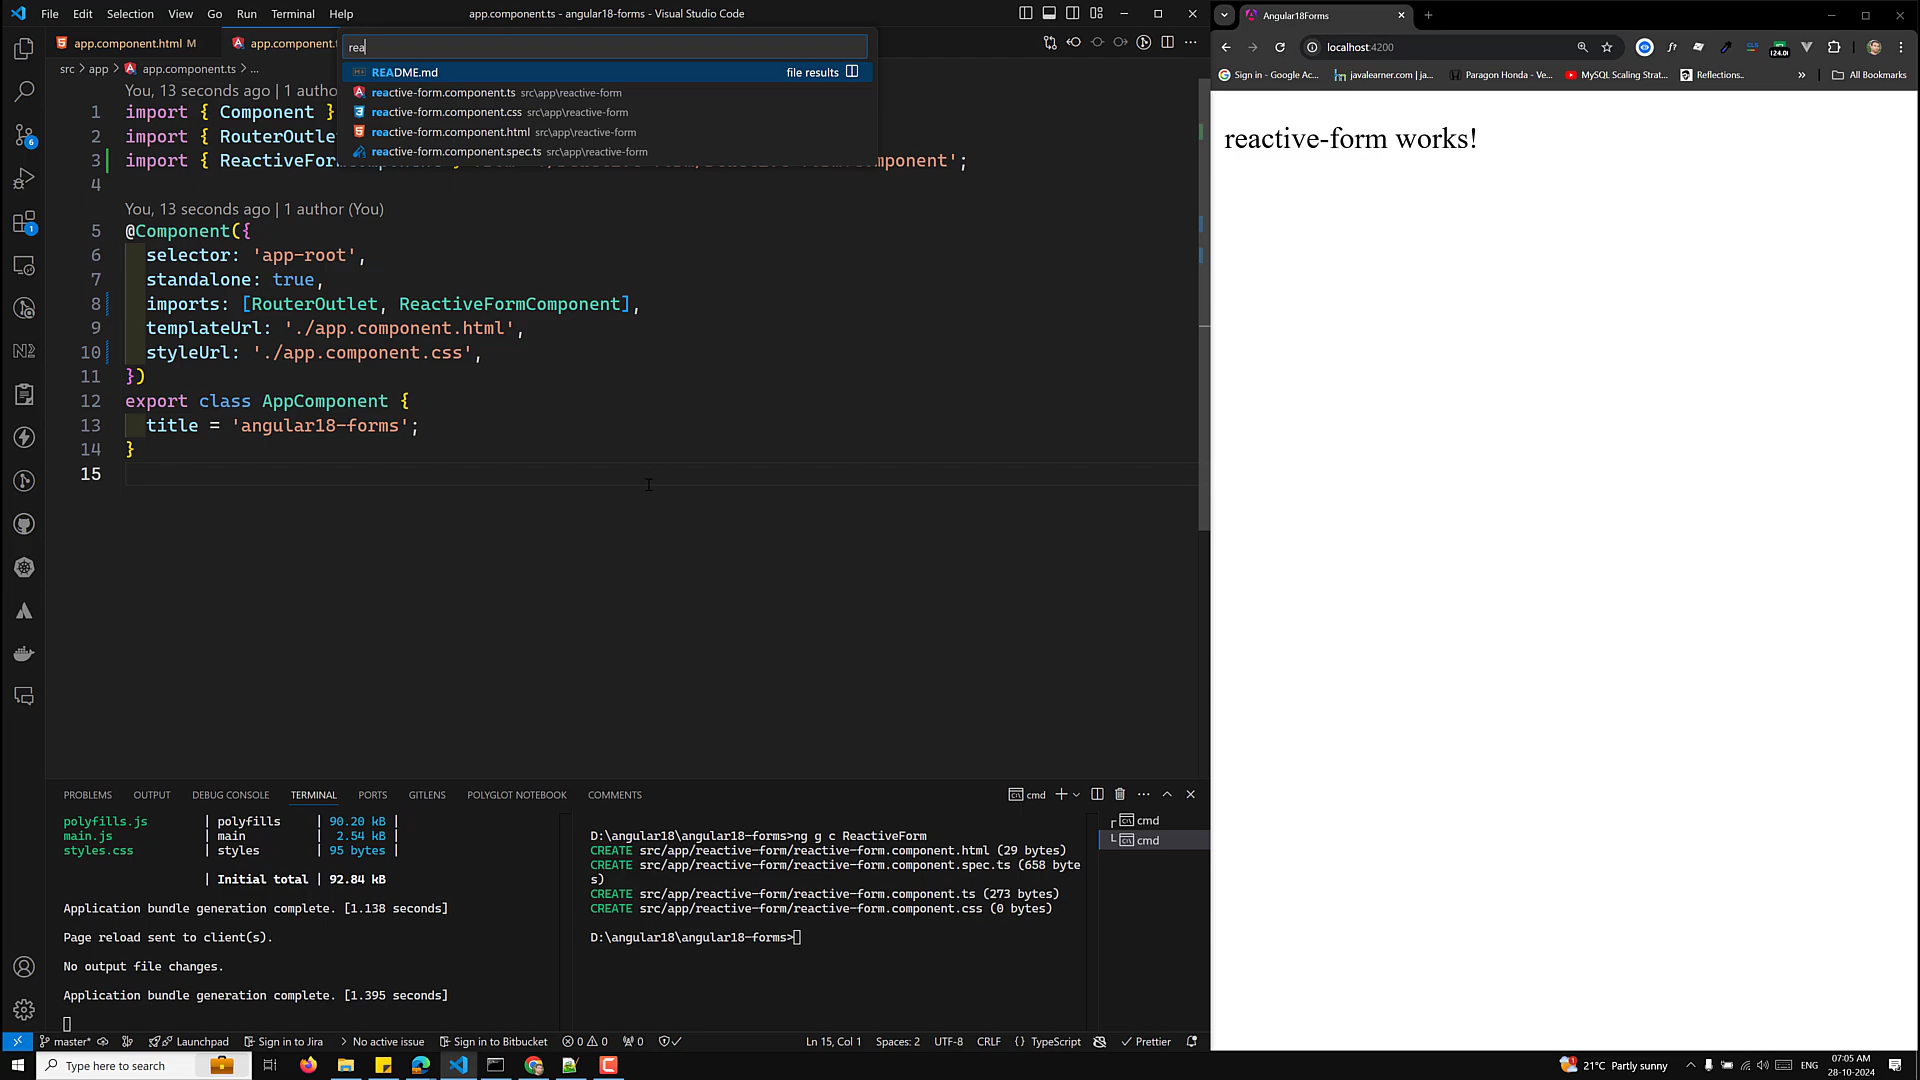 File Edit Selection View Go Run Terminal Help
app.component.ts - angular18-forms - Visual Studio Code
app.component.html M
app.component.
rea
README.md file results
reactive-form.component.ts src\app\reactive-form
reactive-form.component.css src\app\reactive-form
reactive-form.component.html src\app\reactive-form
reactive-form.component.spec.ts src\app\reactive-form
src > app > app.component.ts > ...
You, 13 seconds ago | 1 autho
1 import { Component }
2 import { RouterOutlet
3 import { ReactiveFor
omponent';
4
You, 13 seconds ago | 1 author (You)
5 @Component({
6 selector: 'app-root',
7 standalone: true,
8 imports: [RouterOutlet, ReactiveFormComponent],
9 templateUrl: './app.component.html',
10 styleUrl: './app.component.css',
11 })
12 export class AppComponent {
13 title = 'angular18-forms';
14 }
15
PROBLEMS OUTPUT DEBUG CONSOLE TERMINAL PORTS GITLENS POLYGLOT NOTEBOOK COMMENTS
cmd
polyfills.js | polyfills | 90.20 kB |
main.js | main | 2.54 kB |
styles.css | styles | 95 bytes |
| Initial total | 92.84 kB
Application bundle generation complete. [1.138 seconds]
Page reload sent to client(s).
No output file changes.
Application bundle generation complete. [1.395 seconds]
D:\angular18\angular18-forms>ng g c ReactiveForm
CREATE src/app/reactive-form/reactive-form.component.html (29 bytes)
CREATE src/app/reactive-form/reactive-form.component.spec.ts (658 byte
s)
CREATE src/app/reactive-form/reactive-form.component.ts (273 bytes)
CREATE src/app/reactive-form/reactive-form.component.css (0 bytes)
D:\angular18\angular18-forms>
cmd
cmd
master* Launchpad Sign in to Jira No active issue Sign in to Bitbucket 0 0 0
Ln 15, Col 1 Spaces: 2 UTF-8 CRLF {} TypeScript Prettier
Angular18Forms
localhost:4200
Sign in - Google Ac... javalearner.com | ja... Paragon Honda - Ve... MySQL Scaling Strat... Reflections.. » All Bookmarks
reactive-form works!
Type here to search
21°C Partly sunny
ENG
07:05 AM
28-10-2024